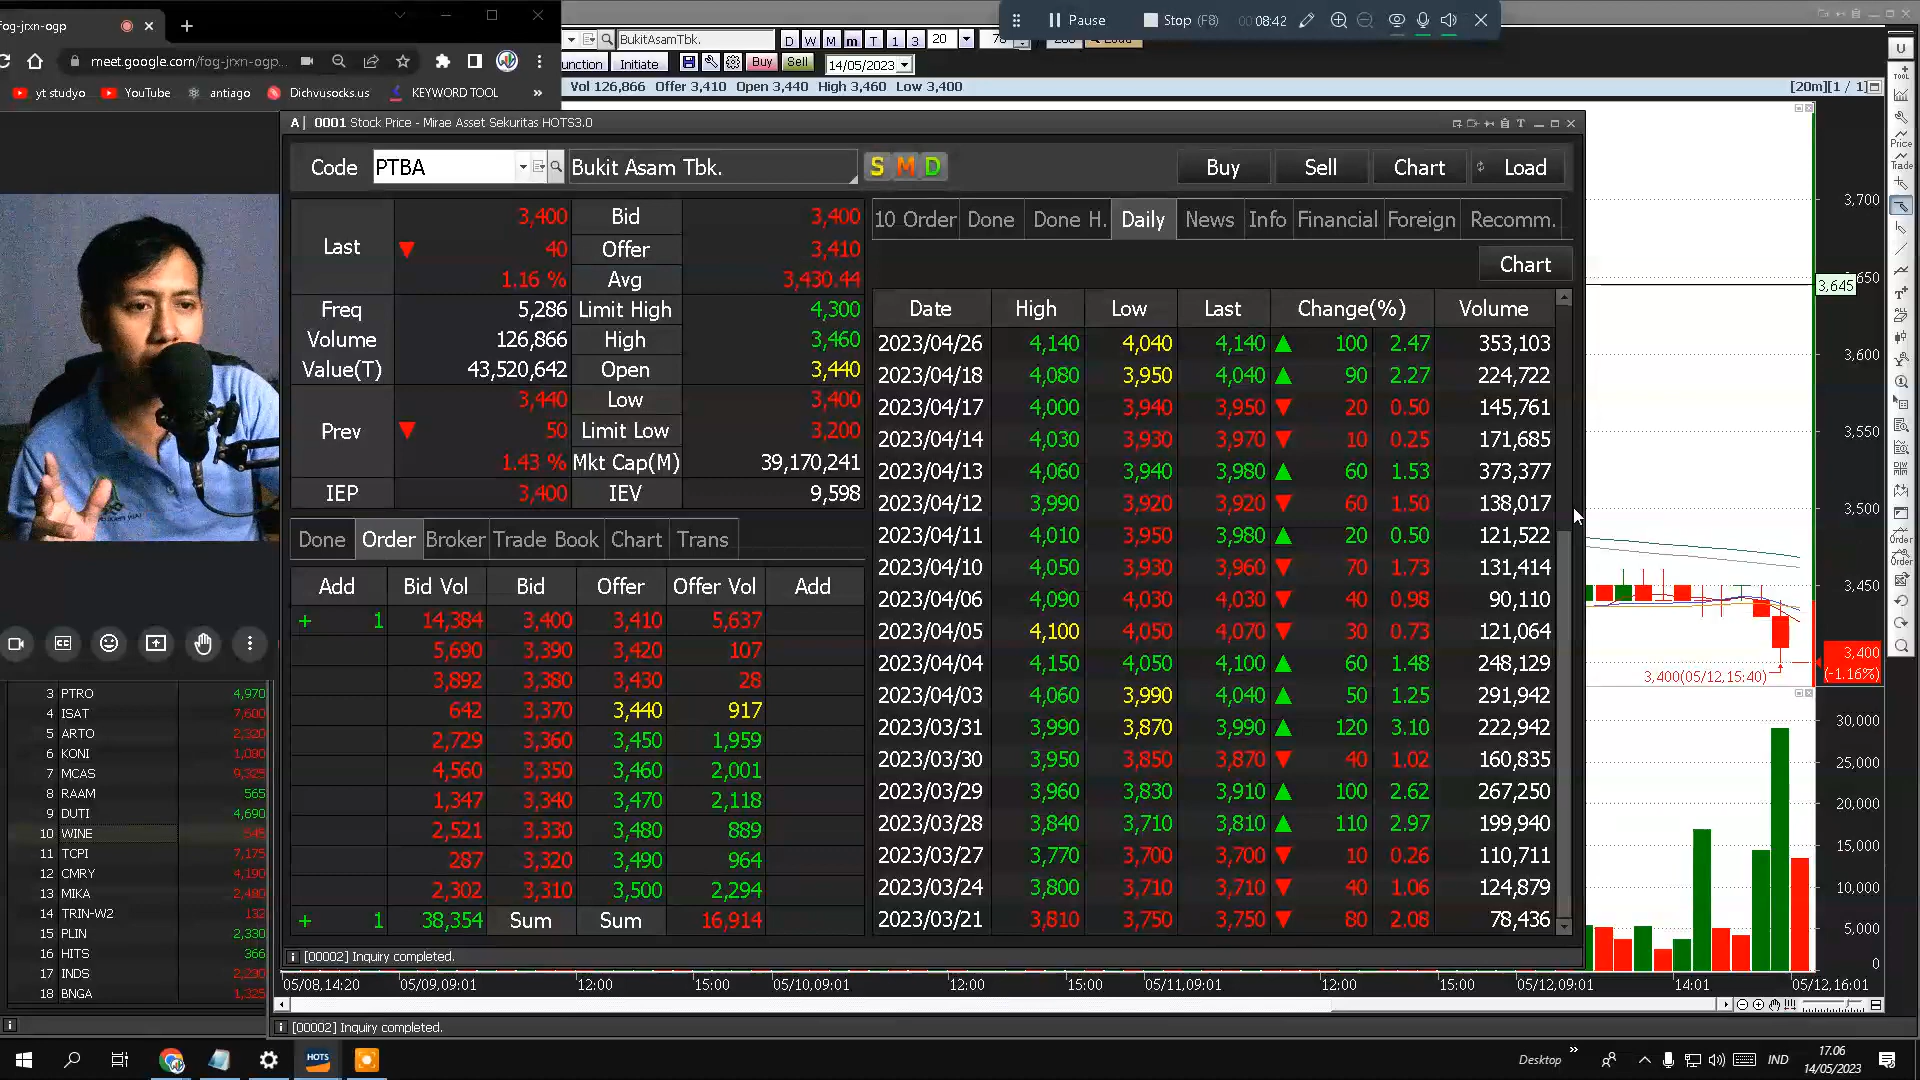 fog-jrxn-ogp
Pause
Stop (F8)
00:08:42
meet.google.com/fog-jrxn-ogp...
yt studyo
YouTube
antiago
Dichvusocks.us
KEYWORD TOOL
»
BukitAsamTbk.
D W M m T 1 3 20
unction Initiate Buy Sell 14/05/2023
Vol 126,866 Offer 3,410 Open 3,440 High 3,460 Low 3,400
[20m][1 / 1]
A| 0001 Stock Price - Mirae Asset Sekuritas HOTS3.0
Code PTBA Bukit Asam Tbk. S M D Buy Sell Chart Load
Last 3,400 Bid 3,400
▼ 40 Offer 3,410
1.16 % Avg 3,430.44
Freq 5,286 Limit High 4,300
Volume 126,866 High 3,460
Value(T) 43,520,642 Open 3,440
Prev 3,440 Low 3,400
▼ 50 Limit Low 3,200
1.43 % Mkt Cap(M) 39,170,241
IEP 3,400 IEV 9,598
Done Order Broker Trade Book Chart Trans
Add Bid Vol Bid Offer Offer Vol Add
+ 1 14,384 3,400 3,410 5,637
5,690 3,390 3,420 107
3,892 3,380 3,430 28
642 3,370 3,440 917
2,729 3,360 3,450 1,959
4,560 3,350 3,460 2,001
1,347 3,340 3,470 2,118
2,521 3,330 3,480 889
287 3,320 3,490 964
2,302 3,310 3,500 2,294
+ 1 38,354 Sum Sum 16,914
10 Order Done Done H. Daily News Info Financial Foreign Recomm.
Chart
Date High Low Last Change(%) Volume
2023/04/26 4,140 4,040 4,140 ▲ 100 2.47 353,103
2023/04/18 4,080 3,950 4,040 ▲ 90 2.27 224,722
2023/04/17 4,000 3,940 3,950 ▼ 20 0.50 145,761
2023/04/14 4,030 3,930 3,970 ▼ 10 0.25 171,685
2023/04/13 4,060 3,940 3,980 ▲ 60 1.53 373,377
2023/04/12 3,990 3,920 3,920 ▼ 60 1.50 138,017
2023/04/11 4,010 3,950 3,980 ▲ 20 0.50 121,522
2023/04/10 4,050 3,930 3,960 ▼ 70 1.73 131,414
2023/04/06 4,090 4,030 4,030 ▼ 40 0.98 90,110
2023/04/05 4,100 4,050 4,070 ▼ 30 0.73 121,064
2023/04/04 4,150 4,050 4,100 ▲ 60 1.48 248,129
2023/04/03 4,060 3,990 4,040 ▲ 50 1.25 291,942
2023/03/31 3,990 3,870 3,990 ▲ 120 3.10 222,942
2023/03/30 3,950 3,850 3,870 ▼ 40 1.02 160,835
2023/03/29 3,960 3,830 3,910 ▲ 100 2.62 267,250
2023/03/28 3,840 3,710 3,810 ▲ 110 2.97 199,940
2023/03/27 3,770 3,700 3,700 ▼ 10 0.26 110,711
2023/03/24 3,800 3,710 3,710 ▼ 40 1.06 124,879
2023/03/21 3,810 3,750 3,750 ▼ 80 2.08 78,436
[00002] Inquiry completed.
3,700
3,645
3,600
3,550
3,500
3,450
3,400
(-1.16%)
3,400(05/12,15:40)
30,000
25,000
20,000
15,000
10,000
5,000
0
U
TOOL
Price
Trade
Order
Order
3 PTRO 4,970
4 ISAT 7,600
5 ARTO 2,320
6 KONI 1,090
7 MCAS 9,325
8 RAAM 565
9 DUTI 4,690
10 WINE 545
11 TCPI 7,175
12 CMRY 4,190
13 MIKA 2,480
14 TRIN-W2 132
15 PLIN 2,330
16 HITS 366
17 INDS 2,230
18 BNGA 1,325
05/08,14:20 05/09,09:01 12:00 15:00 05/10,09:01 12:00 15:00 05/11,09:01 12:00 15:00 05/12,09:01 14:01 05/12,16:01
[00002] Inquiry completed.
HOTS
Desktop
»
IND
17.06
14/05/2023